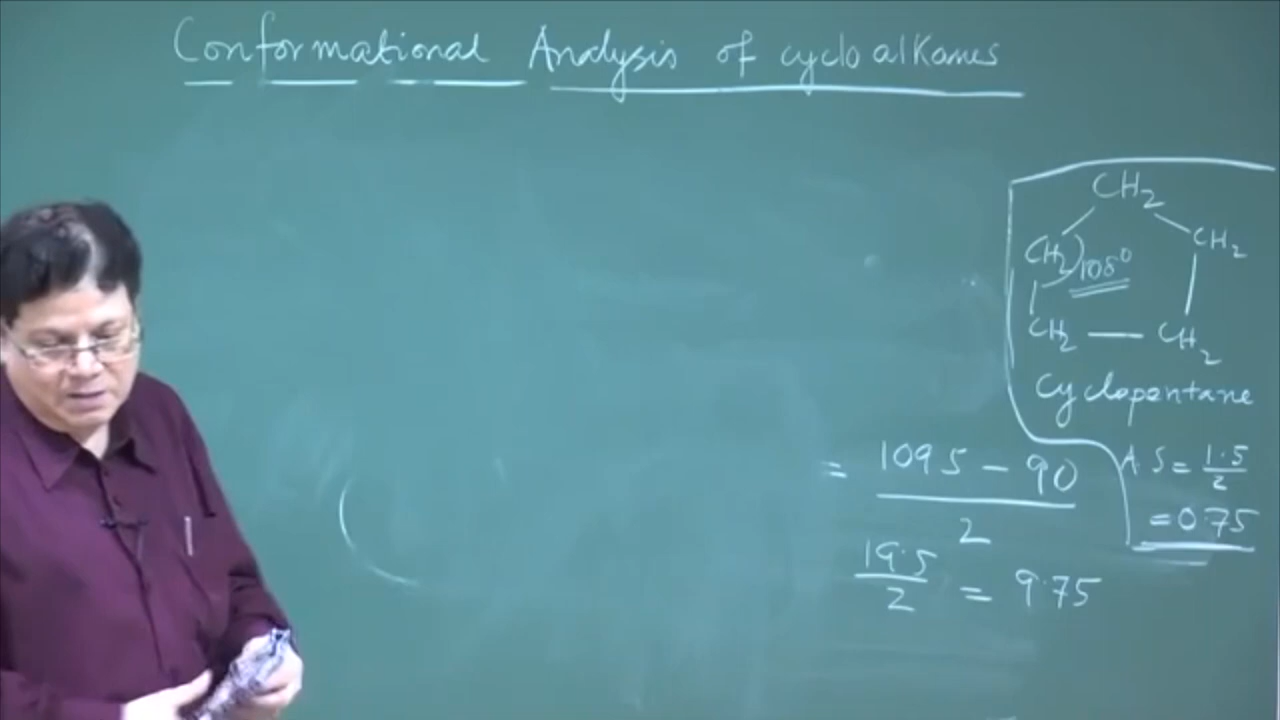 Conformational Analysis of cycloalkanes
CH2
CH2
CH2
108°
CH2
CH2
Cyclopentane
= 109.5 - 90
2
A.S = 1.5
2
= 0.75
19.5
2
= 9.75